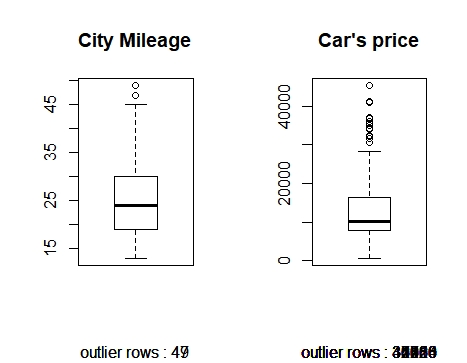 City Mileage
Car's price
45
35
25
15
40000
20000
0
outlier rows :
outlier rows :